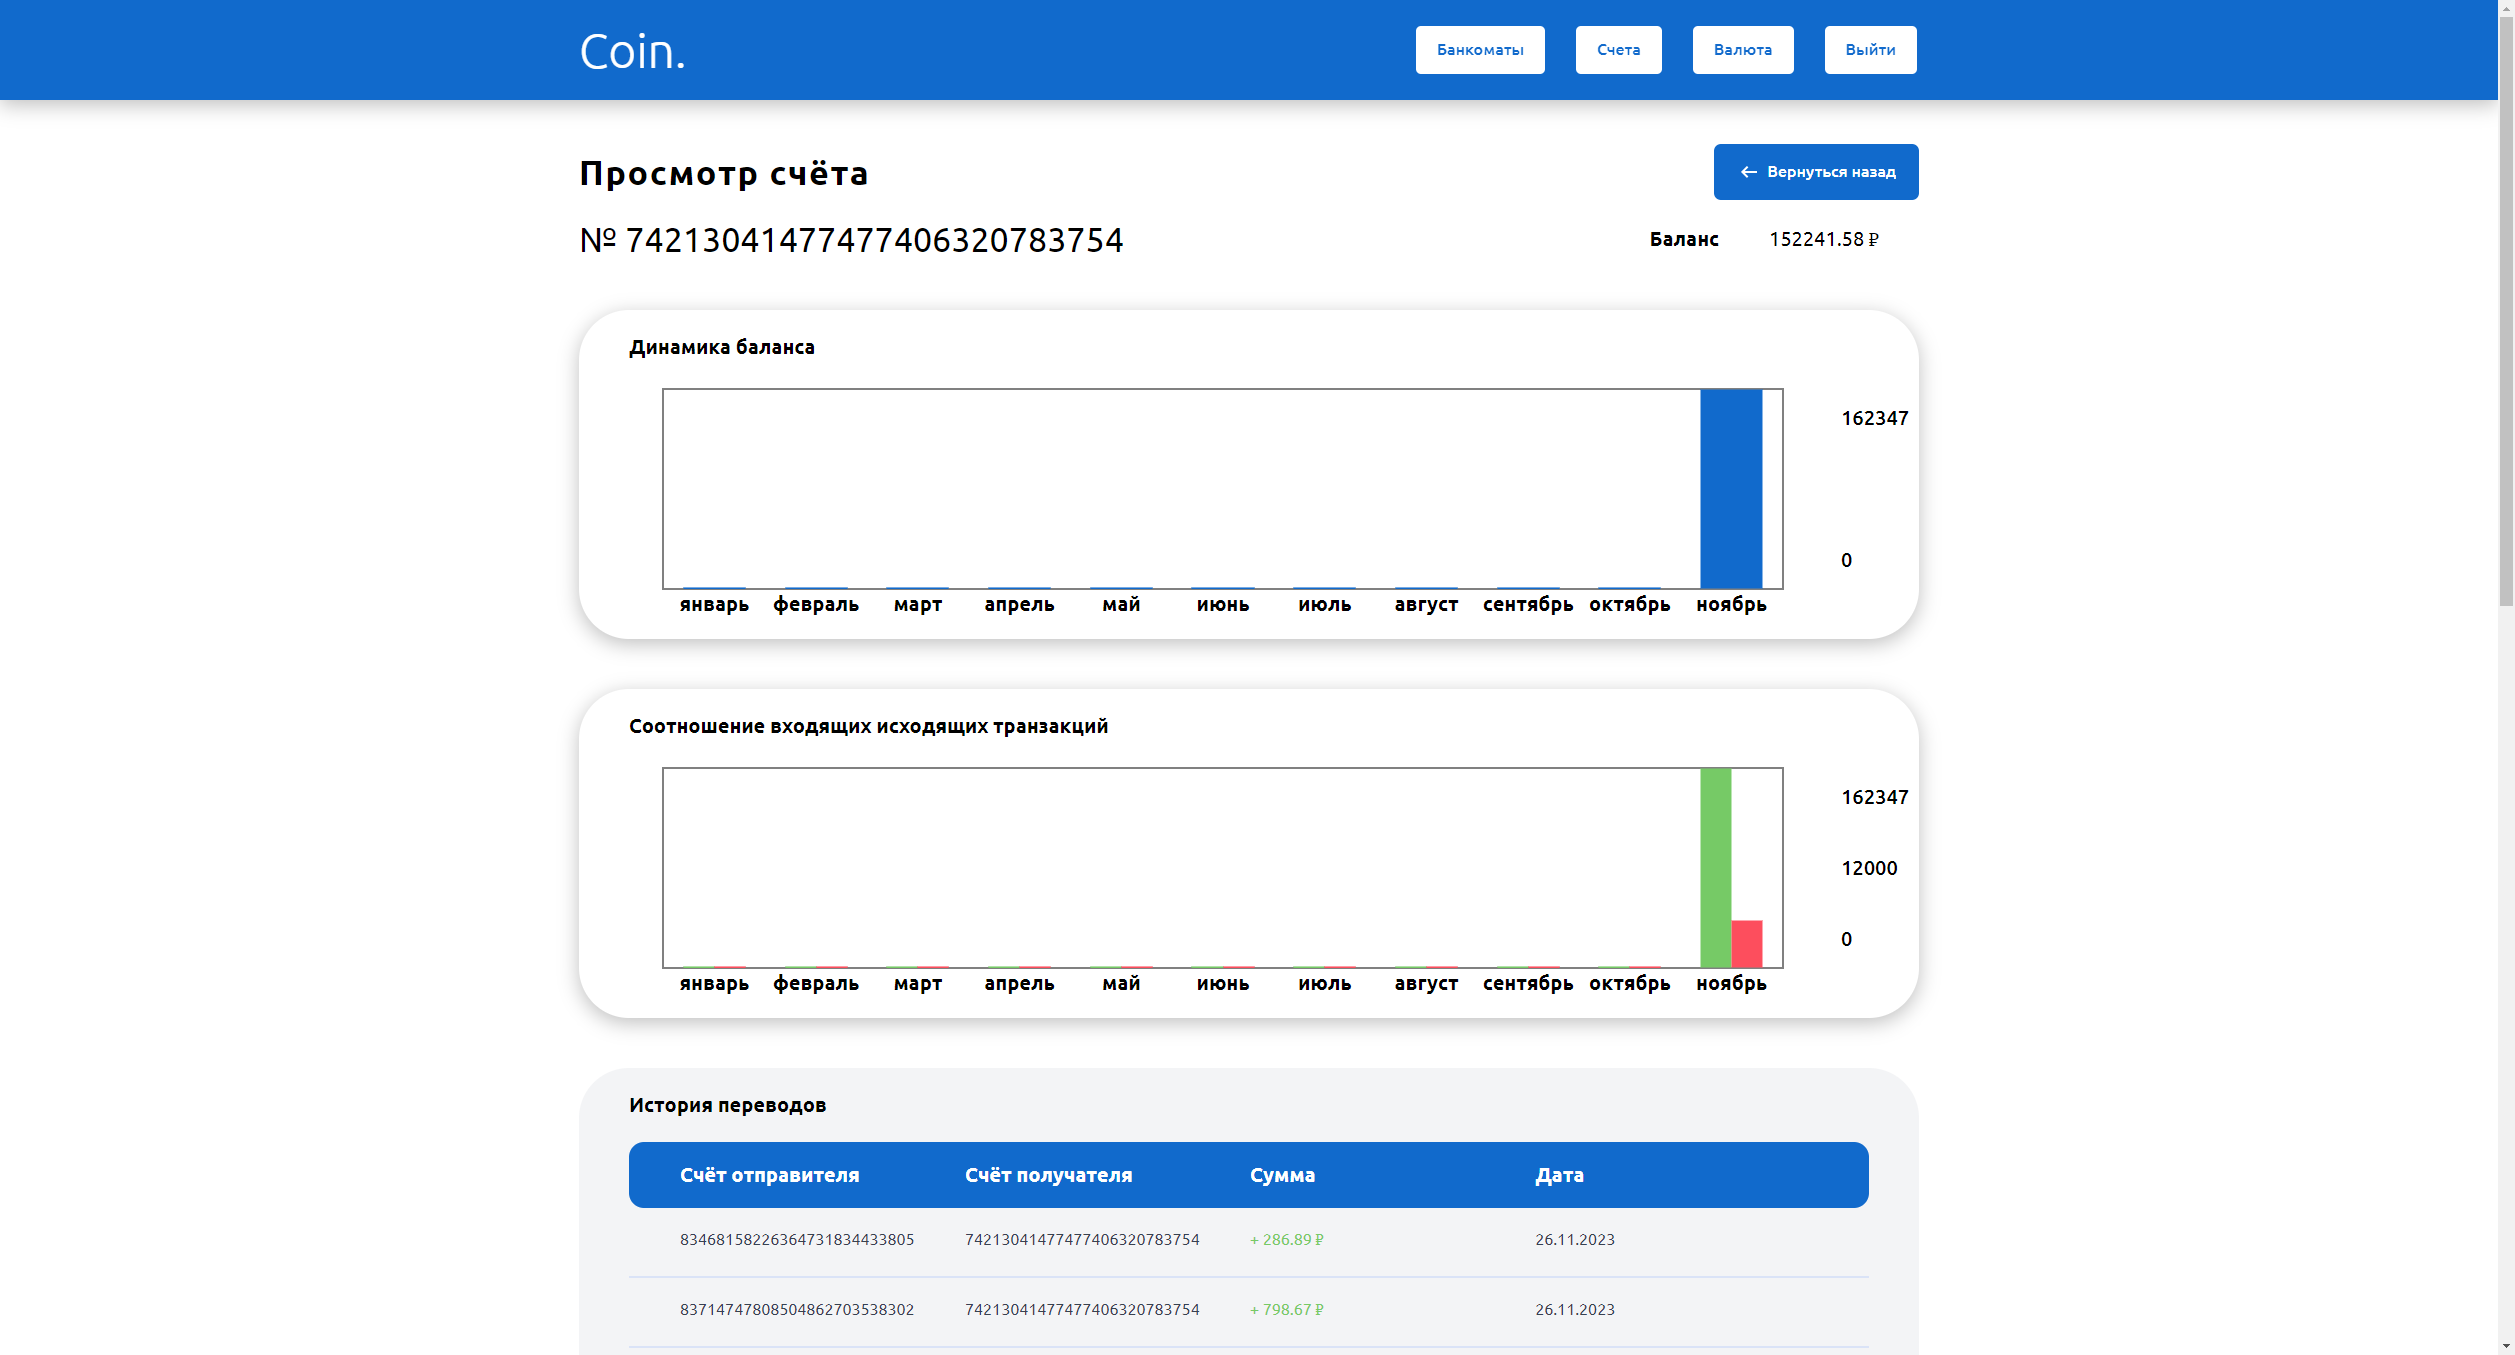 Coin.
Банкоматы Счета Валюта Выйти
Просмотр счёта
Вернуться назад
№ 74213041477477406320783754
Баланс 152241.58 ₽
Динамика баланса
162347
0
январь февраль март апрель май июнь июль август сентябрь октябрь ноябрь
Соотношение входящих исходящих транзакций
162347
12000
0
январь февраль март апрель май июнь июль август сентябрь октябрь ноябрь
История переводов
Счёт отправителя Счёт получателя Сумма Дата
83468158226364731834433805 74213041477477406320783754 + 286.89 ₽ 26.11.2023
83714747808504862703538302 74213041477477406320783754 + 798.67 ₽ 26.11.2023